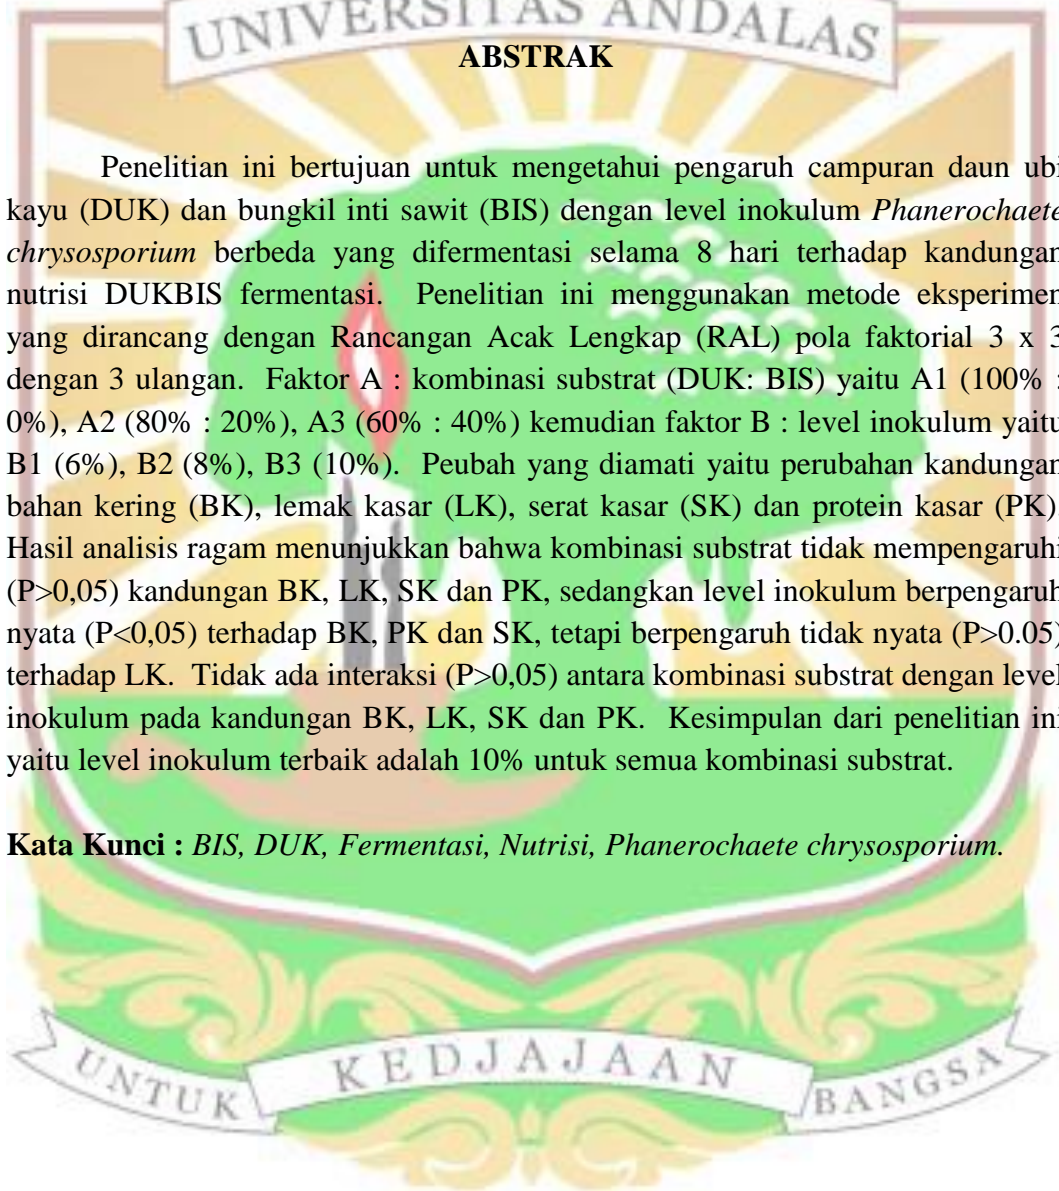 UNIVERSITAS ANDALAS
ABSTRAK
Penelitian ini bertujuan untuk mengetahui pengaruh campuran daun ubi
kayu (DUK) dan bungkil inti sawit (BIS) dengan level inokulum Phanerochaete
chrysosporium berbeda yang difermentasi selama 8 hari terhadap kandungan
nutrisi DUKBIS fermentasi. Penelitian ini menggunakan metode eksperimen
yang dirancang dengan Rancangan Acak Lengkap (RAL) pola faktorial 3 x 3
dengan 3 ulangan. Faktor A : kombinasi substrat (DUK: BIS) yaitu A1 (100% :
0%), A2 (80% : 20%), A3 (60% : 40%) kemudian faktor B : level inokulum yaitu
B1 (6%), B2 (8%), B3 (10%). Peubah yang diamati yaitu perubahan kandungan
bahan kering (BK), lemak kasar (LK), serat kasar (SK) dan protein kasar (PK)
Hasil analisis ragam menunjukkan bahwa kombinasi substrat tidak mempengaruhi
(P>0,05) kandungan BK, LK, SK dan PK, sedangkan level inokulum berpengaruh
nyata (P<0,05) terhadap BK, PK dan SK, tetapi berpengaruh tidak nyata (P>0.05)
terhadap LK. Tidak ada interaksi (P>0,05) antara kombinasi substrat dengan level
inokulum pada kandungan BK, LK, SK dan PK. Kesimpulan dari penelitian ini
yaitu level inokulum terbaik adalah 10% untuk semua kombinasi substrat.
Kata Kunci : BIS, DUK, Fermentasi, Nutrisi, Phanerochaete chrysosporium.
UNTUK KEDJAJAAN BANGSA